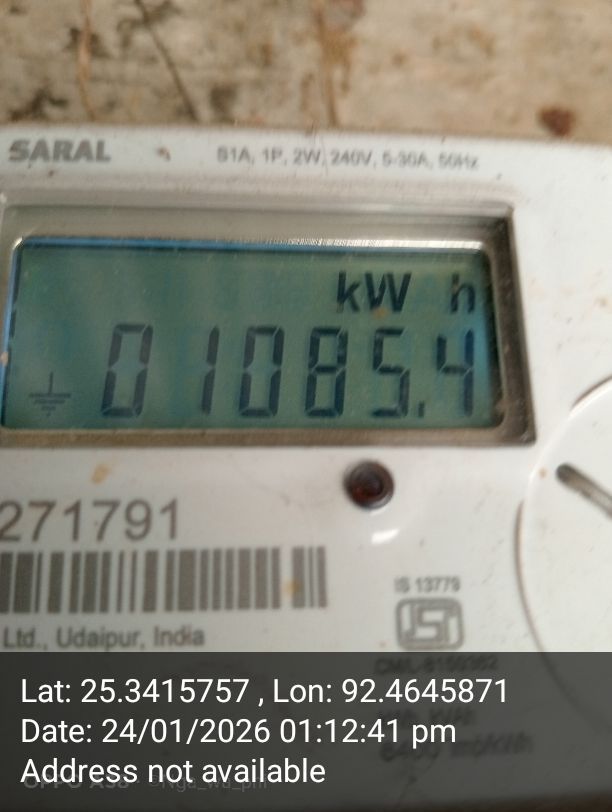 SARAL
S1A, 1P, 2W, 240V, 5-30A, 50Hz
kW h
01085.4
271791
Ltd., Udaipur, India
IS 13779
ISI
Lat: 25.3415757 , Lon: 92.4645871
Date: 24/01/2026 01:12:41 pm
Address not available